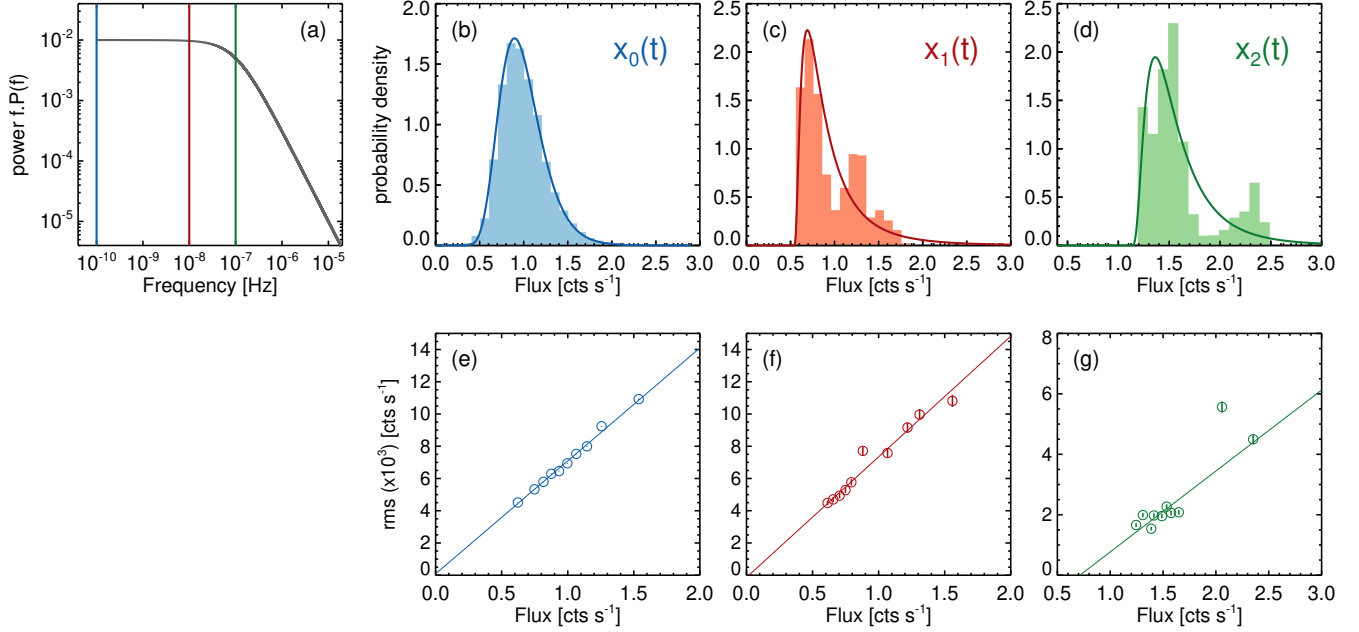 (a)
power f.P(f)
10⁻²
10⁻³
10⁻⁴
10⁻⁵
10⁻¹⁰ 10⁻⁹ 10⁻⁸ 10⁻⁷ 10⁻⁶ 10⁻⁵
Frequency [Hz]
(b)
x₀(t)
probability density
2.0
1.5
1.0
0.5
0.0
0.0 0.5 1.0 1.5 2.0 2.5 3.0
Flux [cts s⁻¹]
(c)
x₁(t)
2.5
2.0
1.5
1.0
0.5
0.0
0.0 0.5 1.0 1.5 2.0 2.5 3.0
Flux [cts s⁻¹]
(d)
x₂(t)
2.5
2.0
1.5
1.0
0.5
0.0
0.5 1.0 1.5 2.0 2.5 3.0
Flux [cts s⁻¹]
(e)
rms (x10³) [cts s⁻¹]
14
12
10
8
6
4
2
0
0.0 0.5 1.0 1.5 2.0
Flux [cts s⁻¹]
(f)
14
12
10
8
6
4
2
0
0.0 0.5 1.0 1.5 2.0
Flux [cts s⁻¹]
(g)
8
6
4
2
0
0.5 1.0 1.5 2.0 2.5 3.0
Flux [cts s⁻¹]